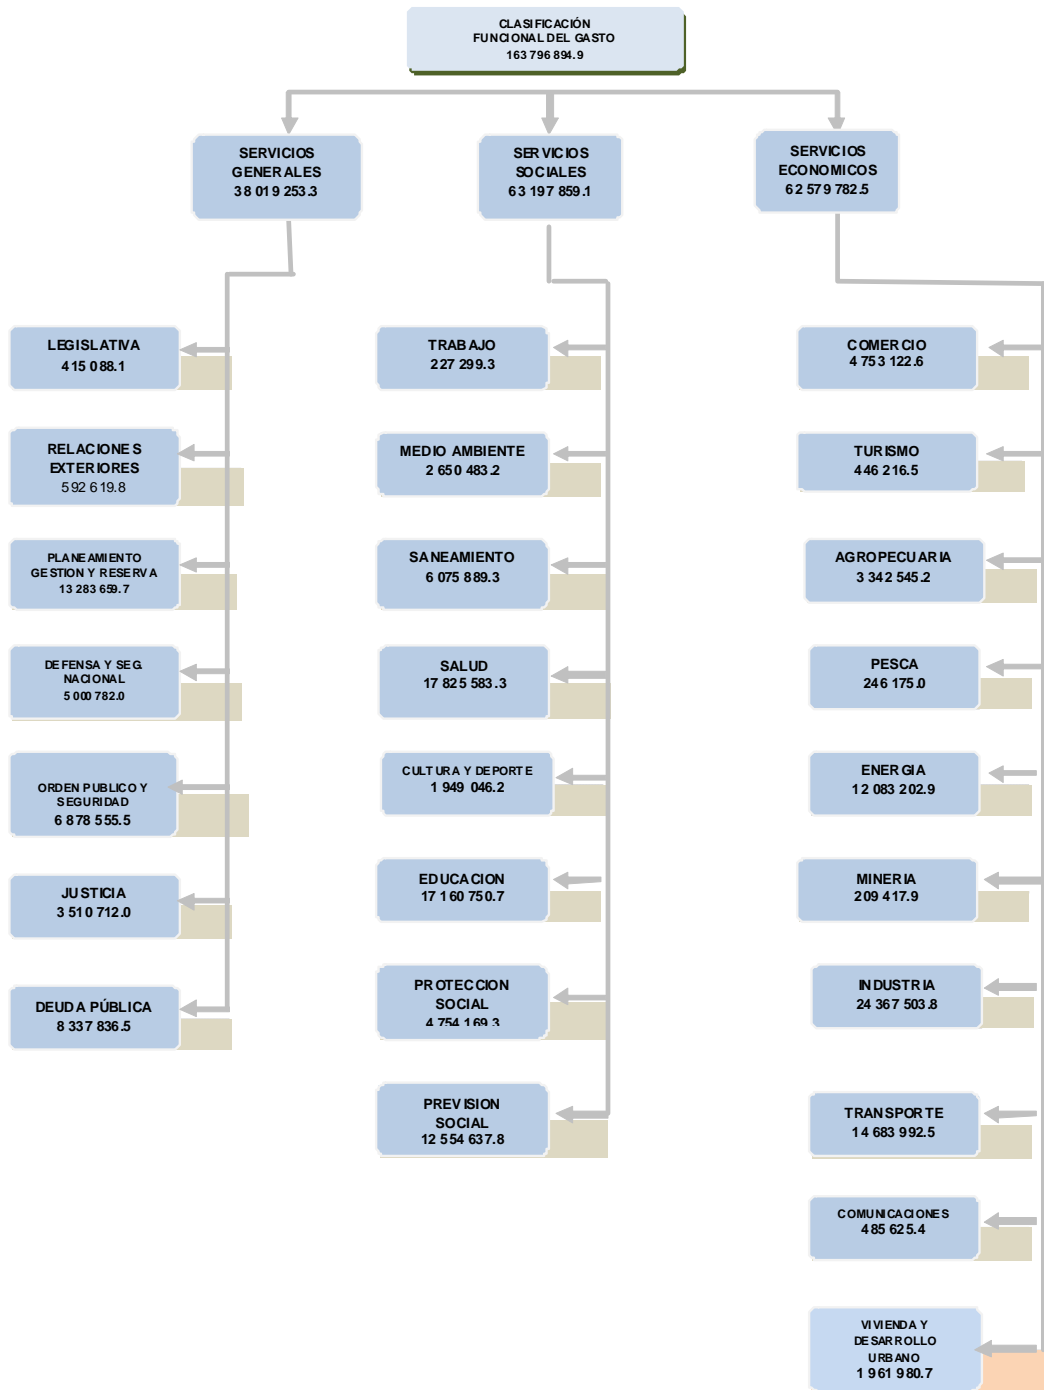 CLASIFICACIÓN
FUNCIONAL DEL GASTO
163 796 894.9
SERVICIOS
GENERALES
38 019 253.3
SERVICIOS
SOCIALES
63 197 859.1
SERVICIOS
ECONOMICOS
62 579 782.5
LEGISLATIVA
415 088.1
RELACIONES
EXTERIORES
592 619.8
PLANEAMIENTO
GESTION Y RESERVA
13 283 659.7
DEFENSA Y SEG.
NACIONAL
5 000 782.0
ORDEN PUBLICO Y
SEGURIDAD
6 878 555.5
JUSTICIA
3 510 712.0
DEUDA PÚBLICA
8 337 836.5
TRABAJO
227 299.3
MEDIO AMBIENTE
2 650 483.2
SANEAMIENTO
6 075 889.3
SALUD
17 825 583.3
CULTURA Y DEPORTE
1 949 046.2
EDUCACION
17 160 750.7
PROTECCION
SOCIAL
4 754 169.3
PREVISION
SOCIAL
12 554 637.8
COMERCIO
4 753 122.6
TURISMO
446 216.5
AGROPECUARIA
3 342 545.2
PESCA
246 175.0
ENERGIA
12 083 202.9
MINERIA
209 417.9
INDUSTRIA
24 367 503.8
TRANSPORTE
14 683 992.5
COMUNICACIONES
485 625.4
VIVIENDA Y
DESARROLLO
URBANO
1 961 980.7